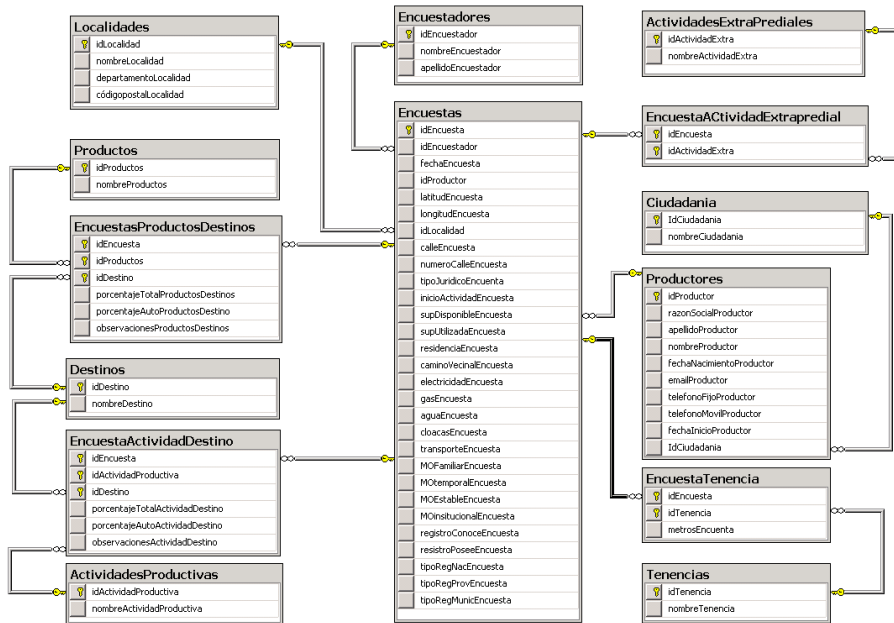 Localidades
idLocalidad
nombreLocalidad
departamentoLocalidad
códigopostalLocalidad
Productos
idProductos
nombreProductos
EncuestasProductosDestinos
idEncuesta
idProductos
idDestino
porcentajeTotalProductosDestinos
porcentajeAutoProductosDestinos
observacionesProductosDestinos
Destinos
idDestino
nombreDestino
EncuestaActividadDestino
idEncuesta
idActividadProductiva
idDestino
porcentajeTotalActividadDestino
porcentajeAutoActividadDestino
observacionesActividadDestino
ActividadesProductivas
idActividadProductiva
nombreActividadProductiva
Encuestadores
idEncuestador
nombreEncuestador
apellidoEncuestador
Encuestas
idEncuesta
idEncuestador
fechaEncuesta
idProductor
latitudEncuesta
longitudEncuesta
idLocalidad
calleEncuesta
numeroCalleEncuesta
tipoJuridicoEncuenta
inicioActividadEncuesta
supDisponibleEncuesta
supUtilizadaEncuesta
residenciaEncuesta
caminoVecinalEncuesta
electricidadEncuesta
gasEncuesta
aguaEncuesta
cloacasEncuesta
transporteEncuesta
MOFamiliarEncuesta
MOtemporalEncuesta
MOEstableEncuesta
MOinsitucionalEncuesta
registroConoceEncuesta
resistroPoseeEncuesta
tipoRegNacEncuesta
tipoRegProvEncuesta
tipoRegMunicEncuesta
ActividadesExtraPrediales
idActividadExtra
nombreActividadExtra
EncuestaACtividadExtrapredial
idEncuesta
idActividadExtra
Ciudadania
IdCiudadania
nombreCiudadania
Productores
idProductor
razonSocialProductor
apellidoProductor
nombreProductor
fechaNacimientoProductor
emailProductor
telefonoFijoProductor
telefonoMovilProductor
fechaInicioProductor
IdCiudadania
EncuestaTenencia
idEncuesta
idTenencia
metrosEncuenta
Tenencias
idTenencia
nombreTenencia